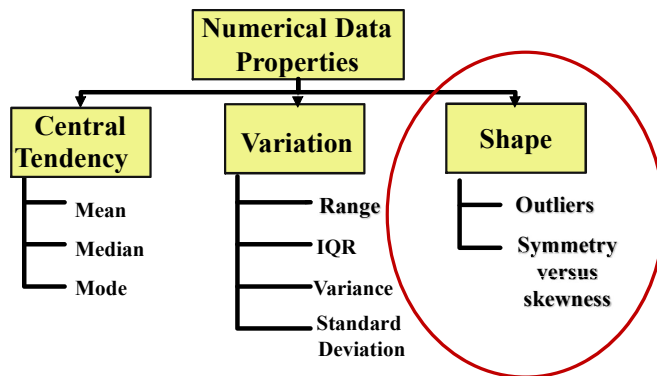 Numerical Data
Properties
Central
Tendency
Mean
Median
Mode
Variation
Range
IQR
Variance
Standard
Deviation
Shape
Outliers
Symmetry
versus
skewness